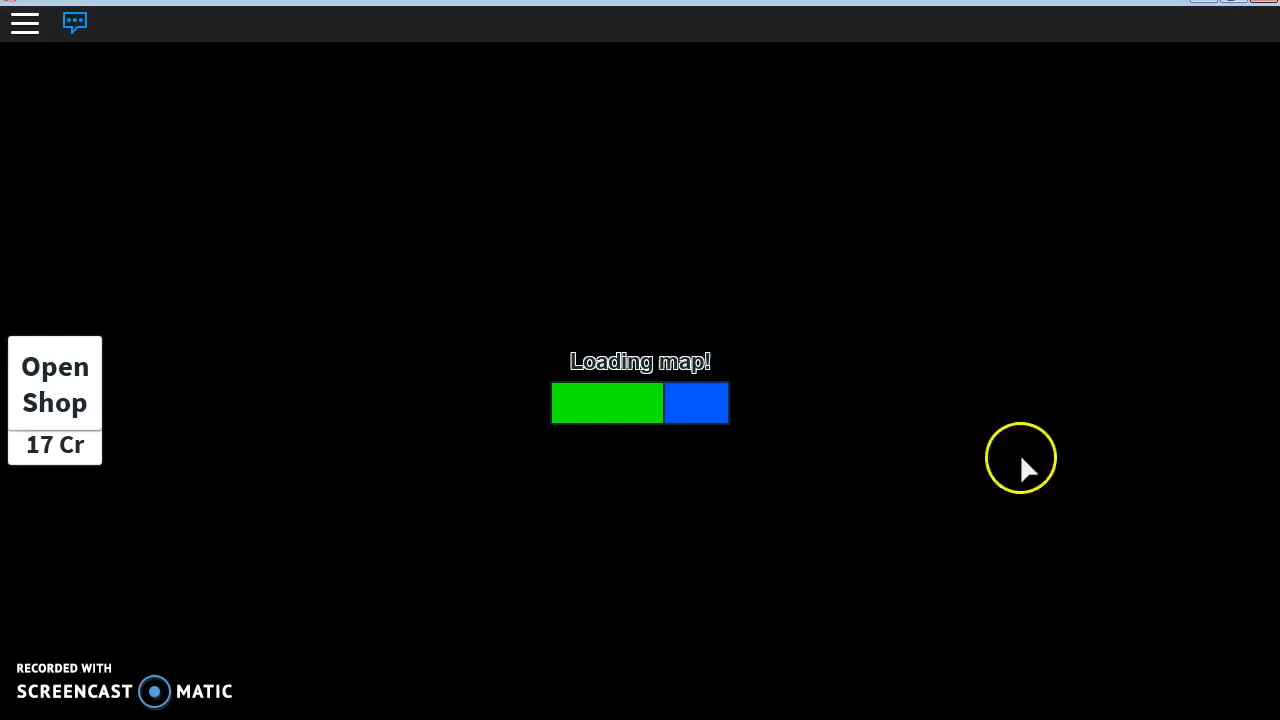 Loading map!
Open
Shop
17 Cr
RECORDED WITH
SCREENCAST MATIC